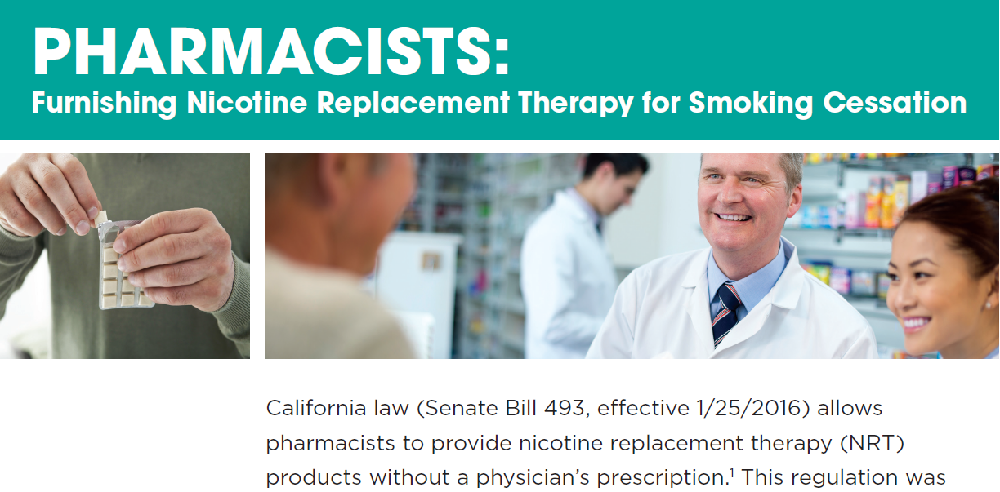 PHARMACISTS:
Furnishing Nicotine Replacement Therapy for Smoking Cessation
California law (Senate Bill 493, effective 1/25/2016) allows
pharmacists to provide nicotine replacement therapy (NRT)
products without a physician’s prescription.¹ This regulation was